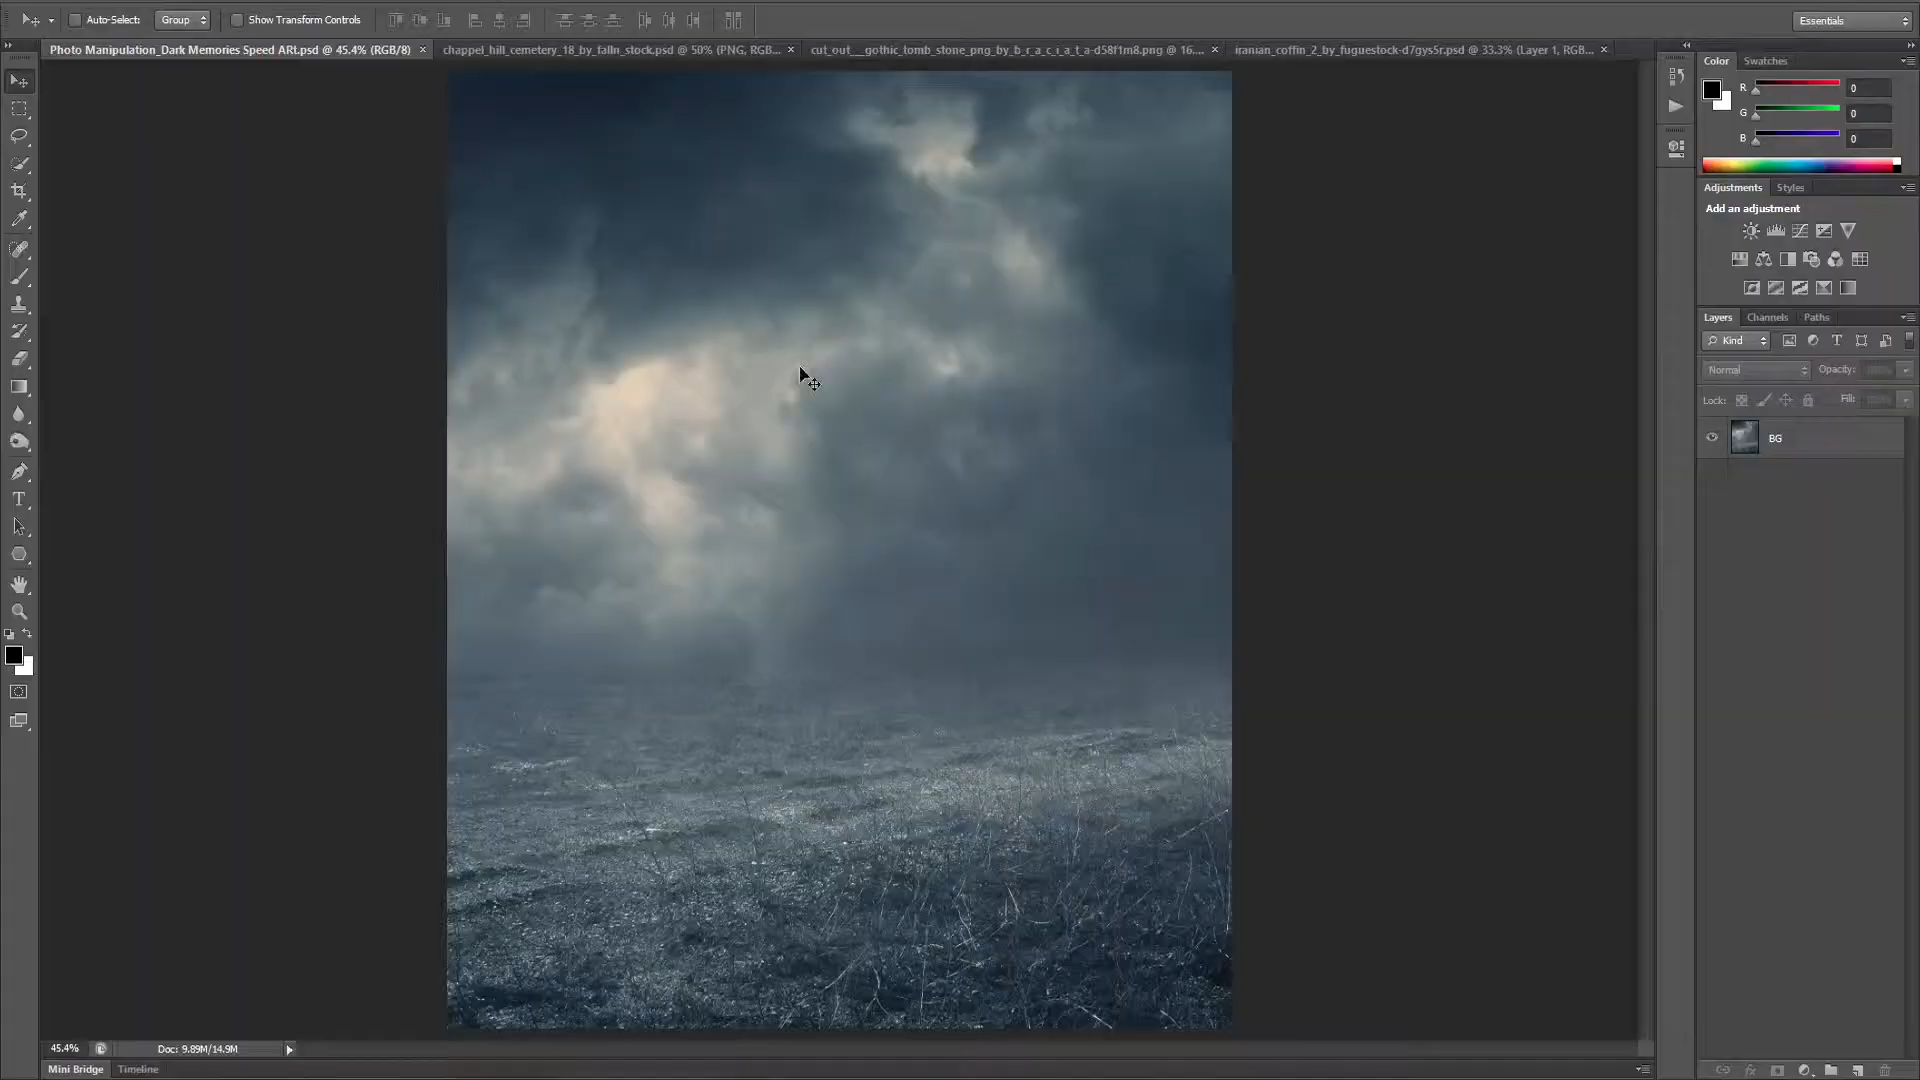 Auto-Select: Group Show Transform Controls Essentials
Photo Manipulation_Dark Memories Speed ARt.psd @ 45.4% (RGB/8) × chappel_hill_cemetery_18_by_falln_stock.psd @ 50% (PNG, RGB... × cut_out__gothic_tomb_stone_png_by_b_r_a_c_i_a_t_a-d58f1m8.png @ 16.... × iranian_coffin_2_by_fuguestock-d7gys5r.psd @ 33.3% (Layer 1, RGB... ×
Color Swatches
R 0
G 0
B 0
Adjustments Styles
Add an adjustment
Layers Channels Paths
Kind
Normal Opacity:
Lock: Fill:
BG
45.4% Doc: 9.89M/14.9M
Mini Bridge Timeline